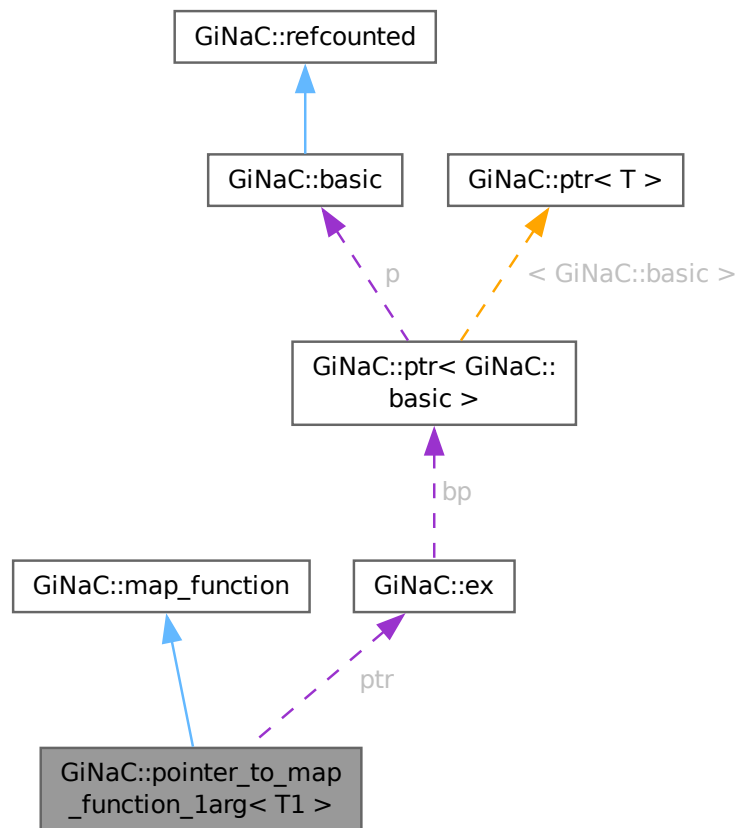 GiNaC::refcounted
GiNaC::basic
GiNaC::ptr< T >
p
< GiNaC::basic >
GiNaC::ptr< GiNaC::
basic >
bp
GiNaC::map_function
GiNaC::ex
ptr
GiNaC::pointer_to_map
_function_1arg< T1 >